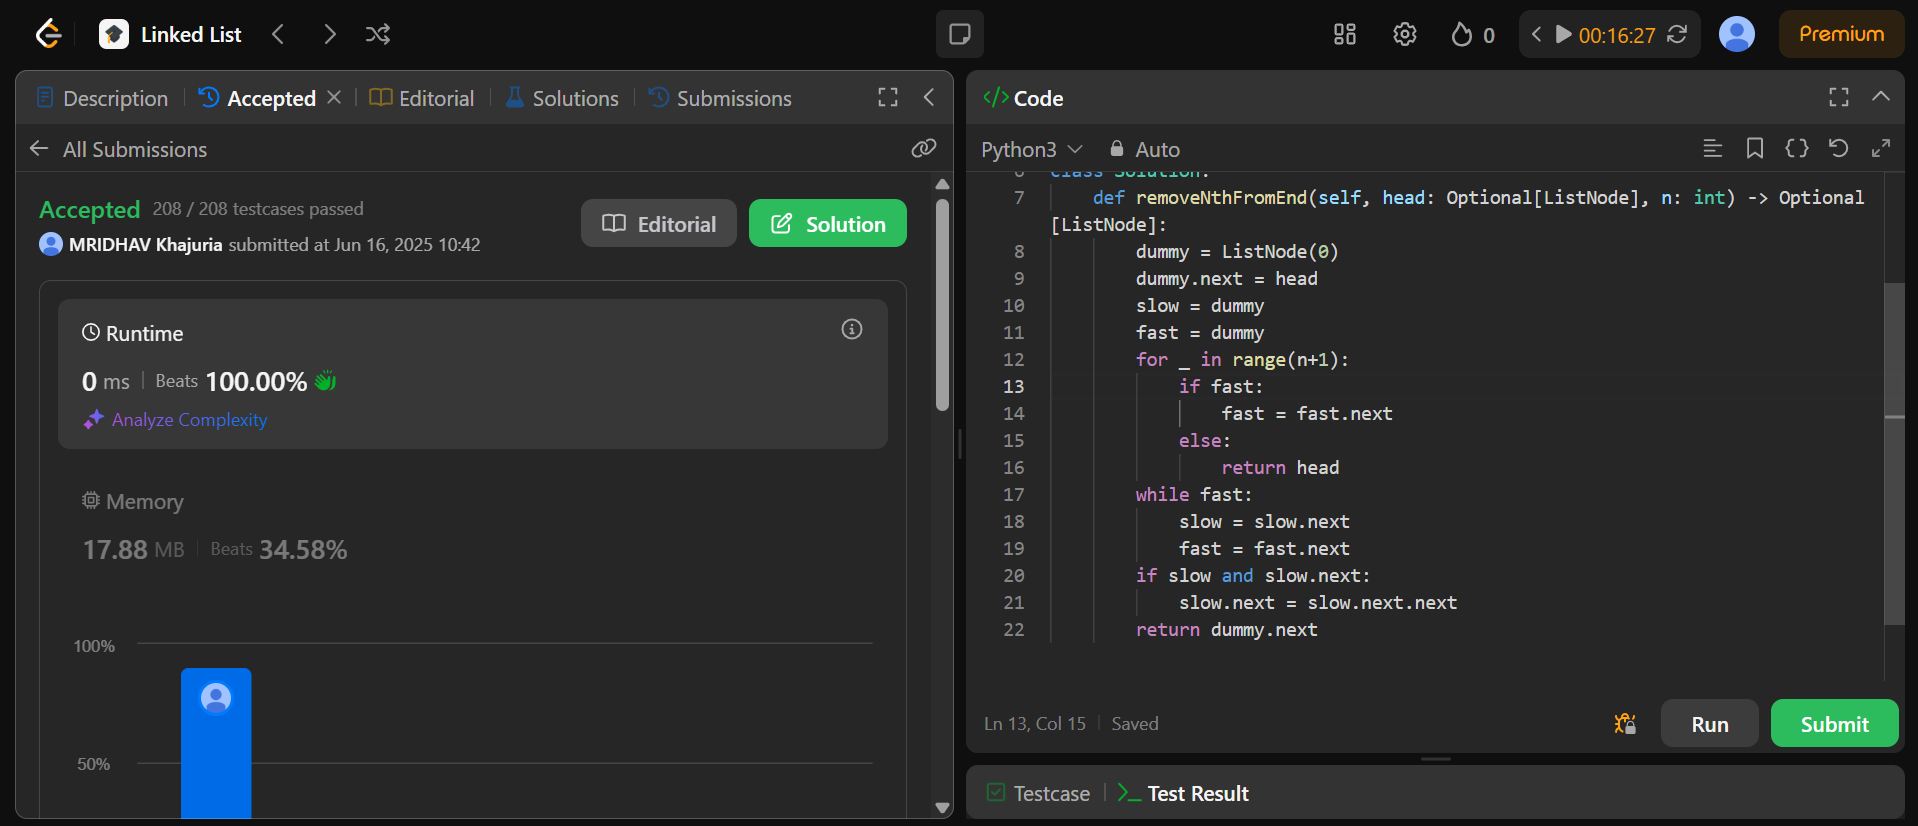 Linked List
0
00:16:27
Premium
Description
Accepted
Editorial
Solutions
Submissions
All Submissions
Accepted 208 / 208 testcases passed
MRIDHAV Khajuria submitted at Jun 16, 2025 10:42
Editorial
Solution
Runtime
0 ms Beats 100.00%
Analyze Complexity
Memory
17.88 MB Beats 34.58%
100%
50%
</> Code
Python3
Auto
6 class Solution:
7 def removeNthFromEnd(self, head: Optional[ListNode], n: int) -> Optional
[ListNode]:
8 dummy = ListNode(0)
9 dummy.next = head
10 slow = dummy
11 fast = dummy
12 for _ in range(n+1):
13 if fast:
14 fast = fast.next
15 else:
16 return head
17 while fast:
18 slow = slow.next
19 fast = fast.next
20 if slow and slow.next:
21 slow.next = slow.next.next
22 return dummy.next
Ln 13, Col 15 Saved
Run
Submit
Testcase
Test Result